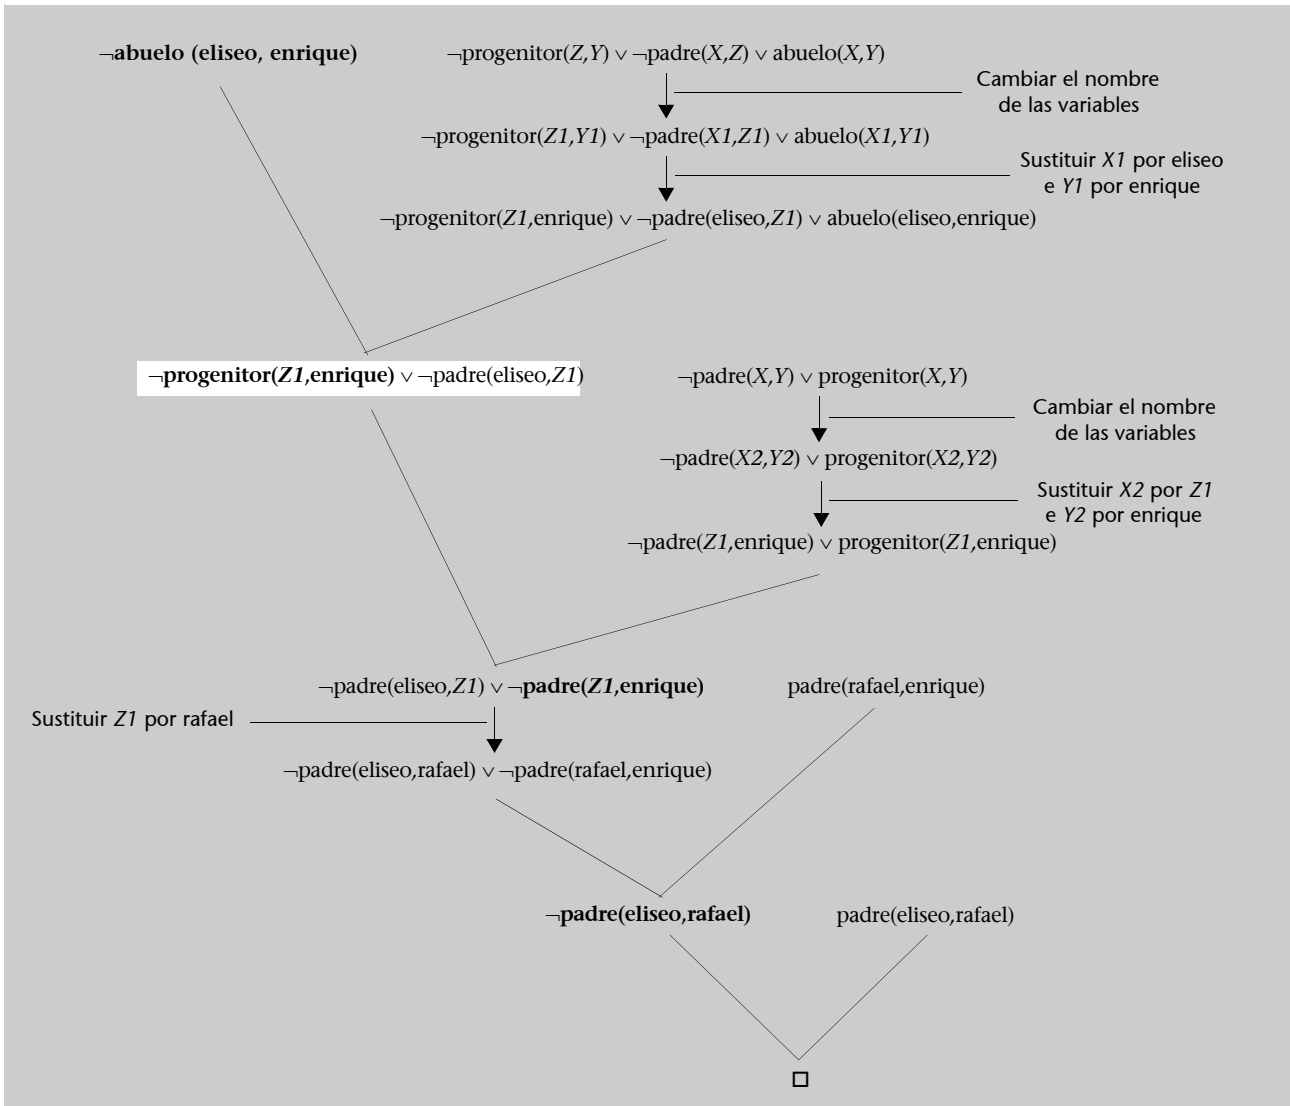 ¬abuelo (eliseo, enrique)
¬progenitor(Z,Y) ∨ ¬padre(X,Z) ∨ abuelo(X,Y)
Cambiar el nombre
de las variables
¬progenitor(Z1,Y1) ∨ ¬padre(X1,Z1) ∨ abuelo(X1,Y1)
Sustituir X1 por eliseo
e Y1 por enrique
¬progenitor(Z1,enrique) ∨ ¬padre(eliseo,Z1) ∨ abuelo(eliseo,enrique)
¬progenitor(Z1,enrique) ∨ ¬padre(eliseo,Z1)
¬padre(X,Y) ∨ progenitor(X,Y)
Cambiar el nombre
de las variables
¬padre(X2,Y2) ∨ progenitor(X2,Y2)
Sustituir X2 por Z1
e Y2 por enrique
¬padre(Z1,enrique) ∨ progenitor(Z1,enrique)
¬padre(eliseo,Z1) ∨ ¬padre(Z1,enrique)
padre(rafael,enrique)
Sustituir Z1 por rafael
¬padre(eliseo,rafael) ∨ ¬padre(rafael,enrique)
¬padre(eliseo,rafael)
padre(eliseo,rafael)
□